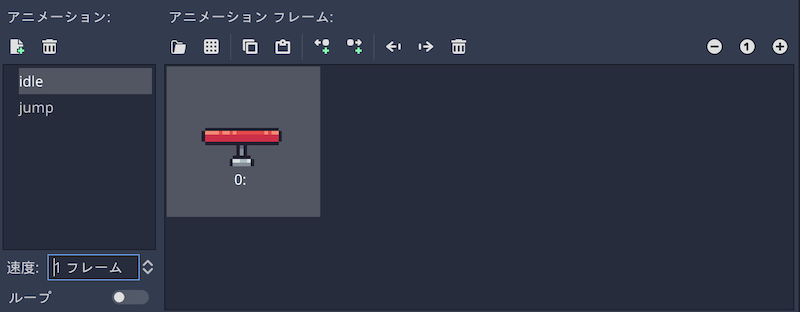 アニメーション:
アニメーション フレーム:
1
idle
jump
0:
速度:
1 フレーム
ループ